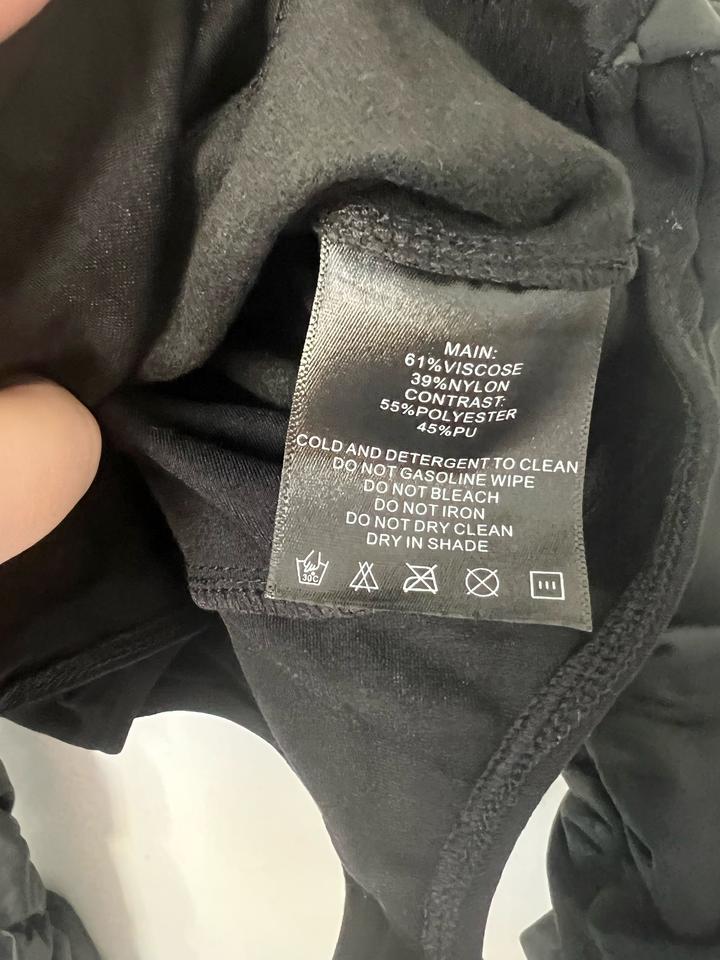 MAIN:
61%VISCOSE
39%NYLON
CONTRAST:
55%POLYESTER
45%PU
COLD AND DETERGENT TO CLEAN
DO NOT GASOLINE WIPE
DO NOT BLEACH
DO NOT IRON
DO NOT DRY CLEAN
DRY IN SHADE
30C